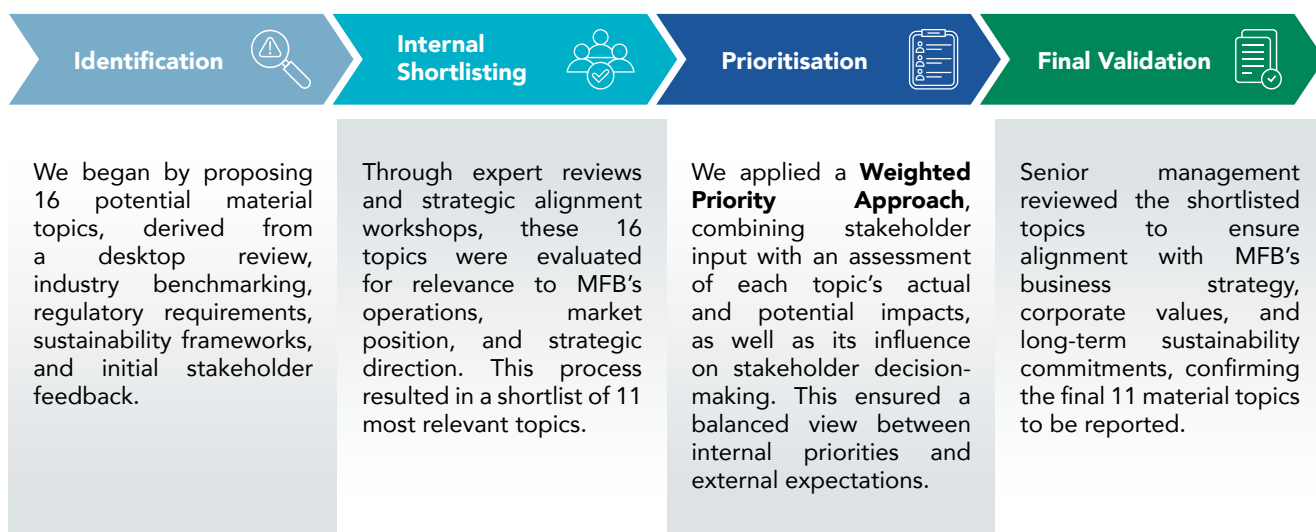 Identification
Internal
Shortlisting
Prioritisation
Final Validation
We began by proposing
16 potential material
topics, derived from
a desktop review,
industry benchmarking,
regulatory requirements,
sustainability frameworks,
and initial stakeholder
feedback.
Through expert reviews
and strategic alignment
workshops, these 16
topics were evaluated
for relevance to MFB's
operations, market
position, and strategic
direction. This process
resulted in a shortlist of 11
most relevant topics.
We applied a Weighted
Priority Approach,
combining stakeholder
input with an assessment
of each topic's actual
and potential impacts,
as well as its influence
on stakeholder decision-
making. This ensured a
balanced view between
internal priorities and
external expectations.
Senior management
reviewed the shortlisted
topics to ensure
alignment with MFB's
business strategy,
corporate values, and
long-term sustainability
commitments, confirming
the final 11 material topics
to be reported.